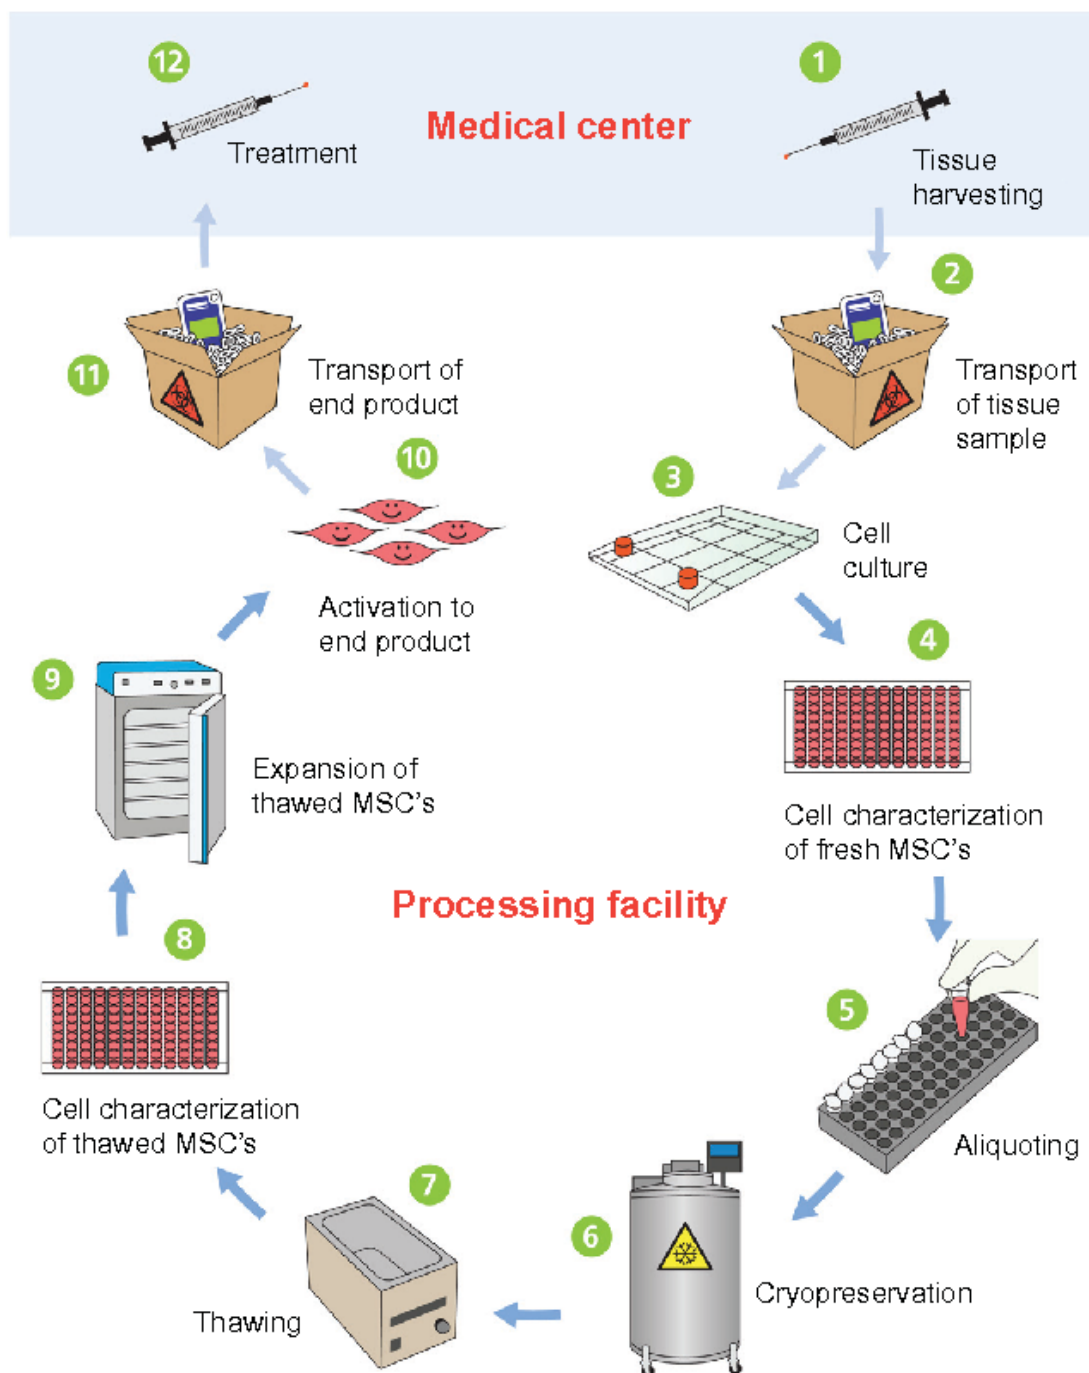 12
1
Medical center
Treatment
Tissue
harvesting
2
11
Transport of
end product
Transport
of tissue
sample
10
3
Cell
culture
Activation to
end product
4
9
Expansion of
thawed MSC's
Cell characterization
of fresh MSC's
Processing facility
8
5
Cell characterization
of thawed MSC's
Aliquoting
7
6
Cryopreservation
Thawing